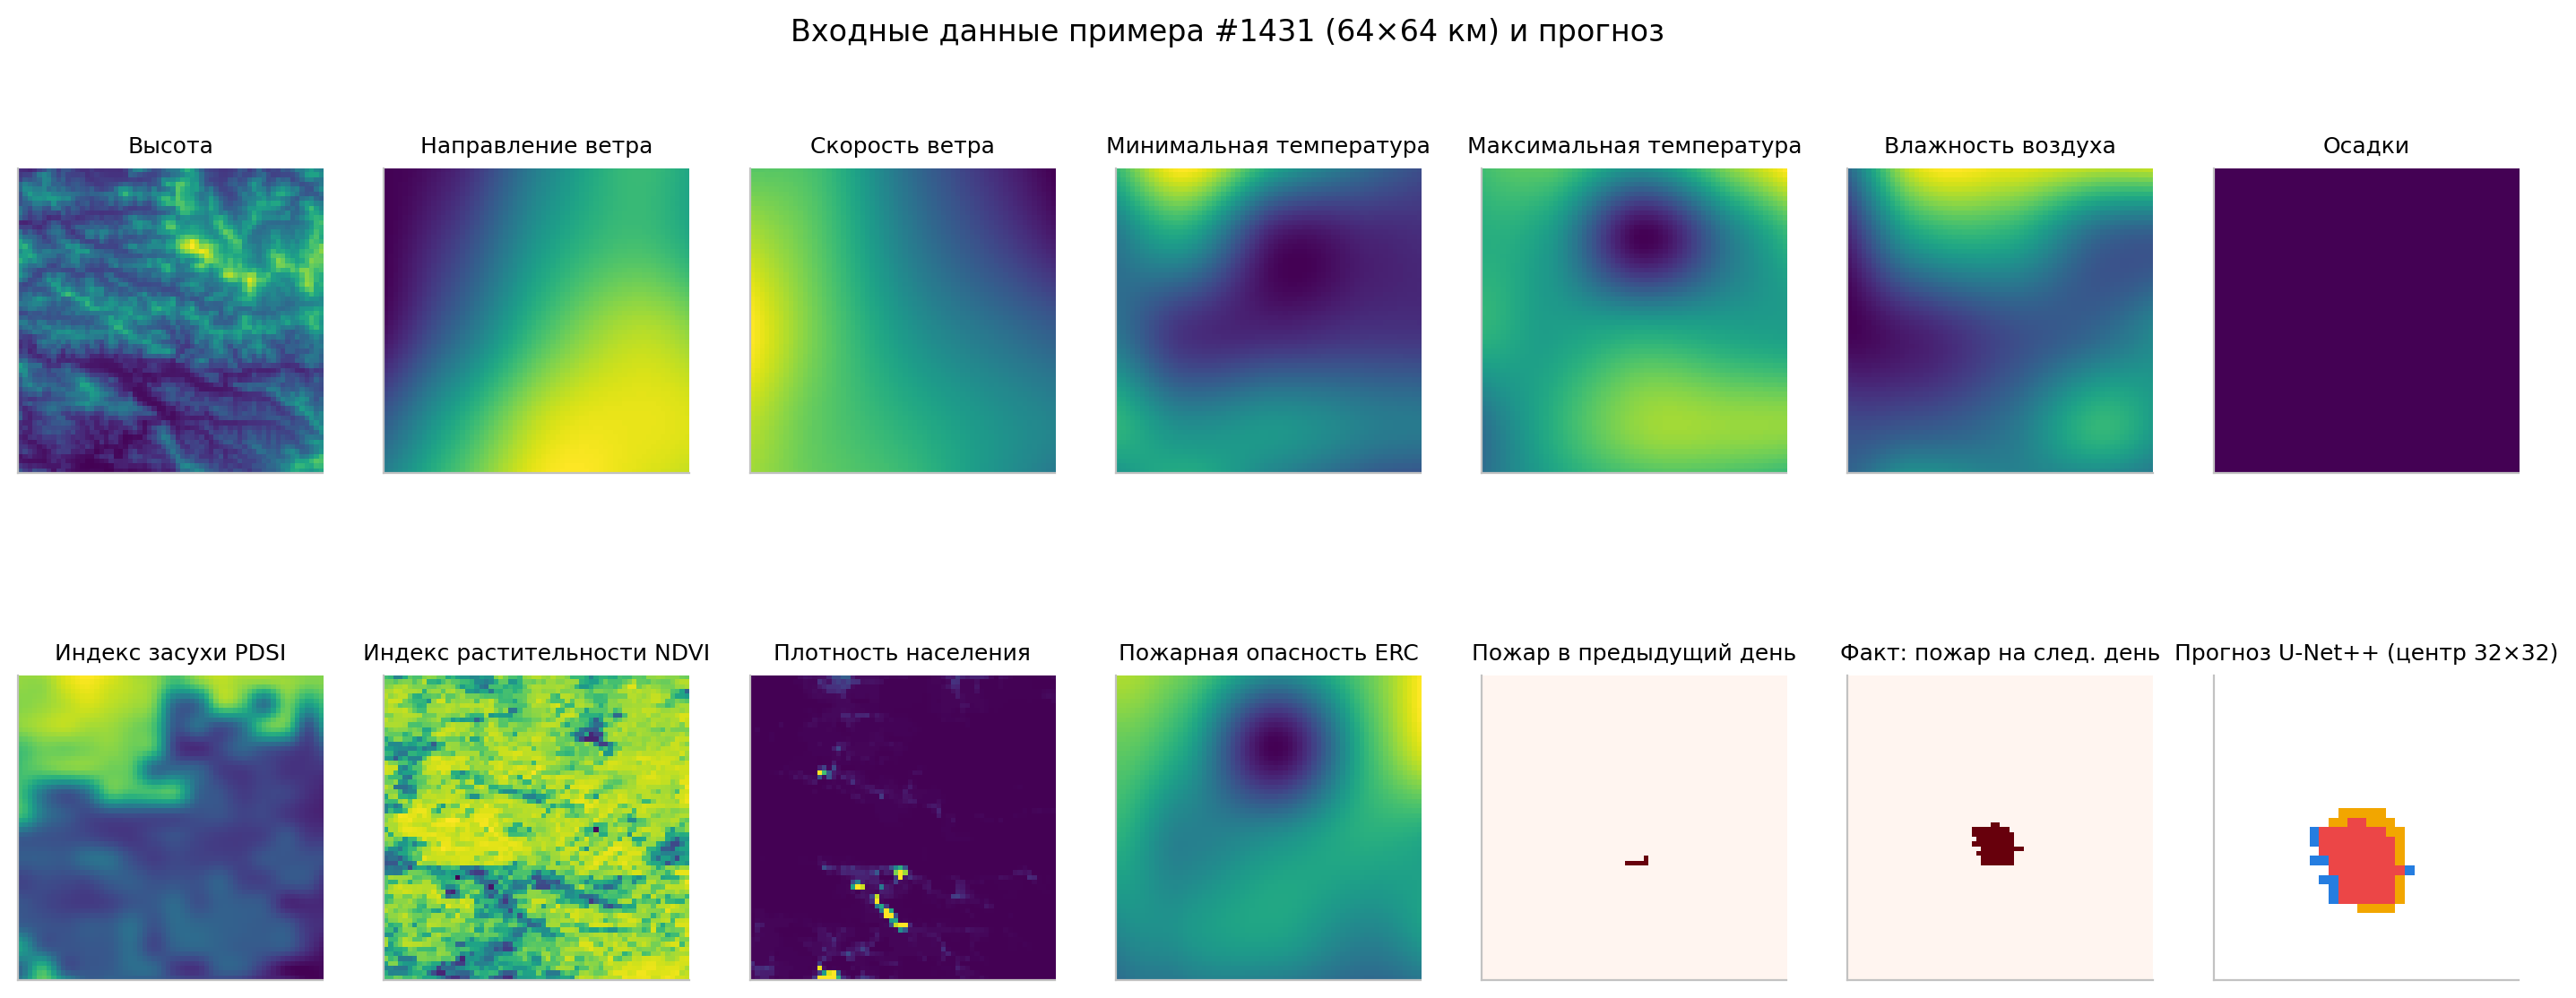 Входные данные примера #1431 (64×64 км) и прогноз
Высота
Направление ветра
Скорость ветра
Минимальная температура
Максимальная температура
Влажность воздуха
Осадки
Индекс засухи PDSI
Индекс растительности NDVI
Плотность населения
Пожарная опасность ERC
Пожар в предыдущий день
Факт: пожар на след. день
Прогноз U-Net++ (центр 32×32)